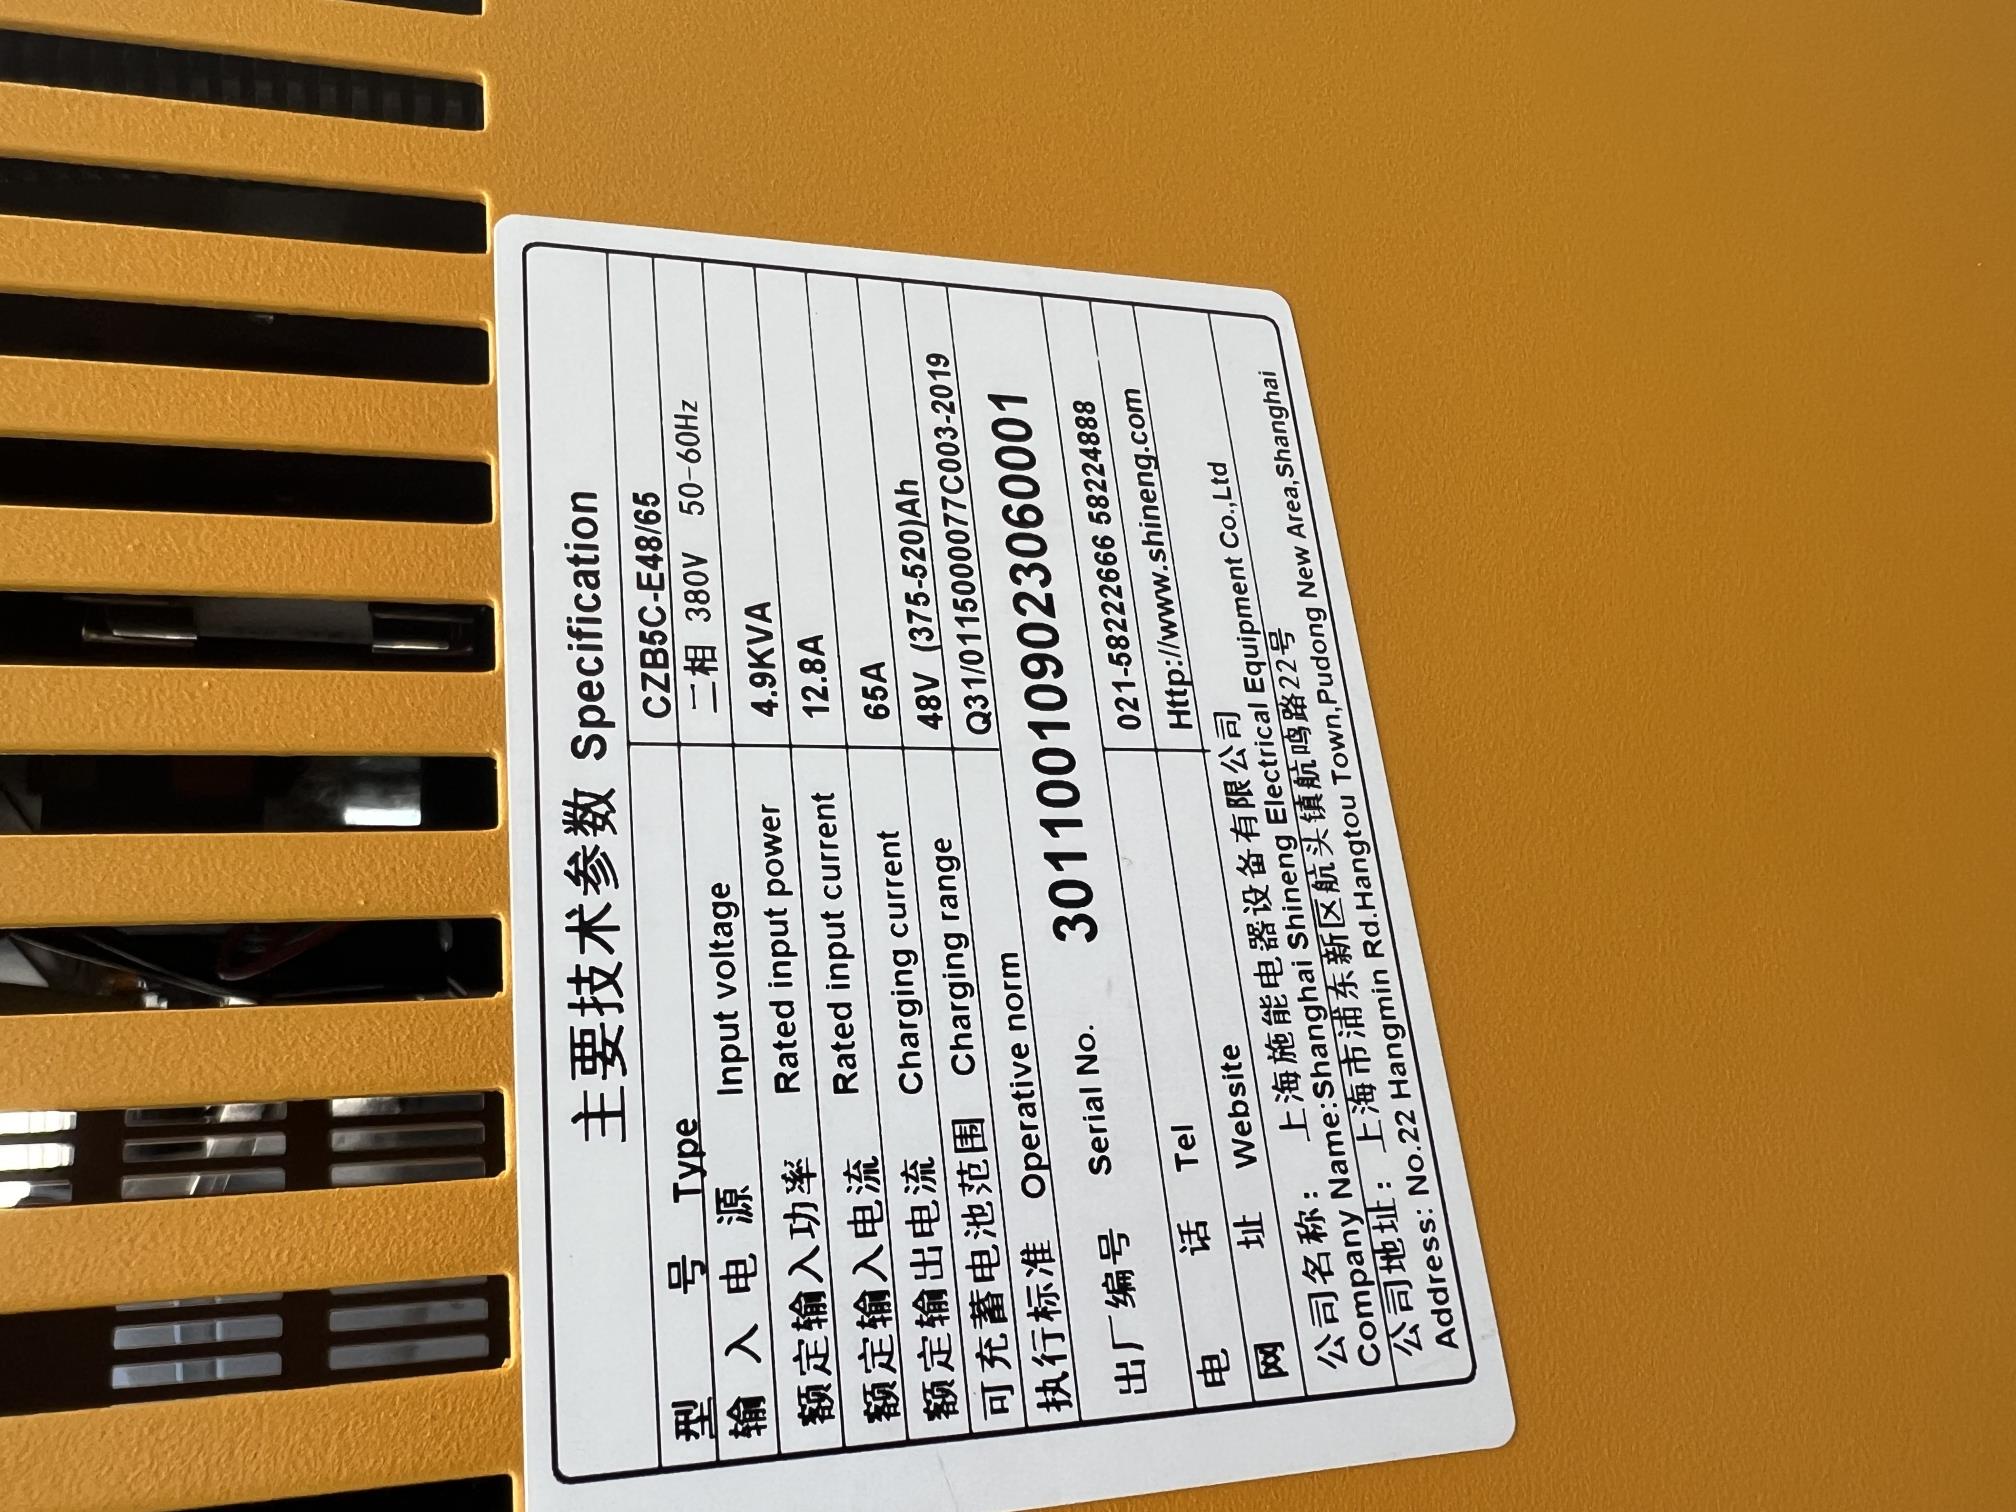 主要技术参数 Specification
型 号 Type CZB5C-E48/65
输 入 电 源 Input voltage 二相 380V 50-60Hz
额定输入功率 Rated input power 4.9KVA
额定输入电流 Rated input current 12.8A
额定输出电流 Charging current 65A
可充蓄电池范围 Charging range 48V (375-520)Ah
执行标准 Operative norm Q31/0115000077C003-2019
出厂编号 Serial No. 301100109023060001
电 话 Tel 021-58222666 58224888
网 址 Website Http://www.shineng.com
公司名称: 上海施能电器设备有限公司
Company Name:Shanghai Shineng Electrical Equipment Co.,Ltd
公司地址: 上海市浦东新区航头镇航鸣路22号
Address: No.22 Hangmin Rd.Hangtou Town,Pudong New Area,Shanghai